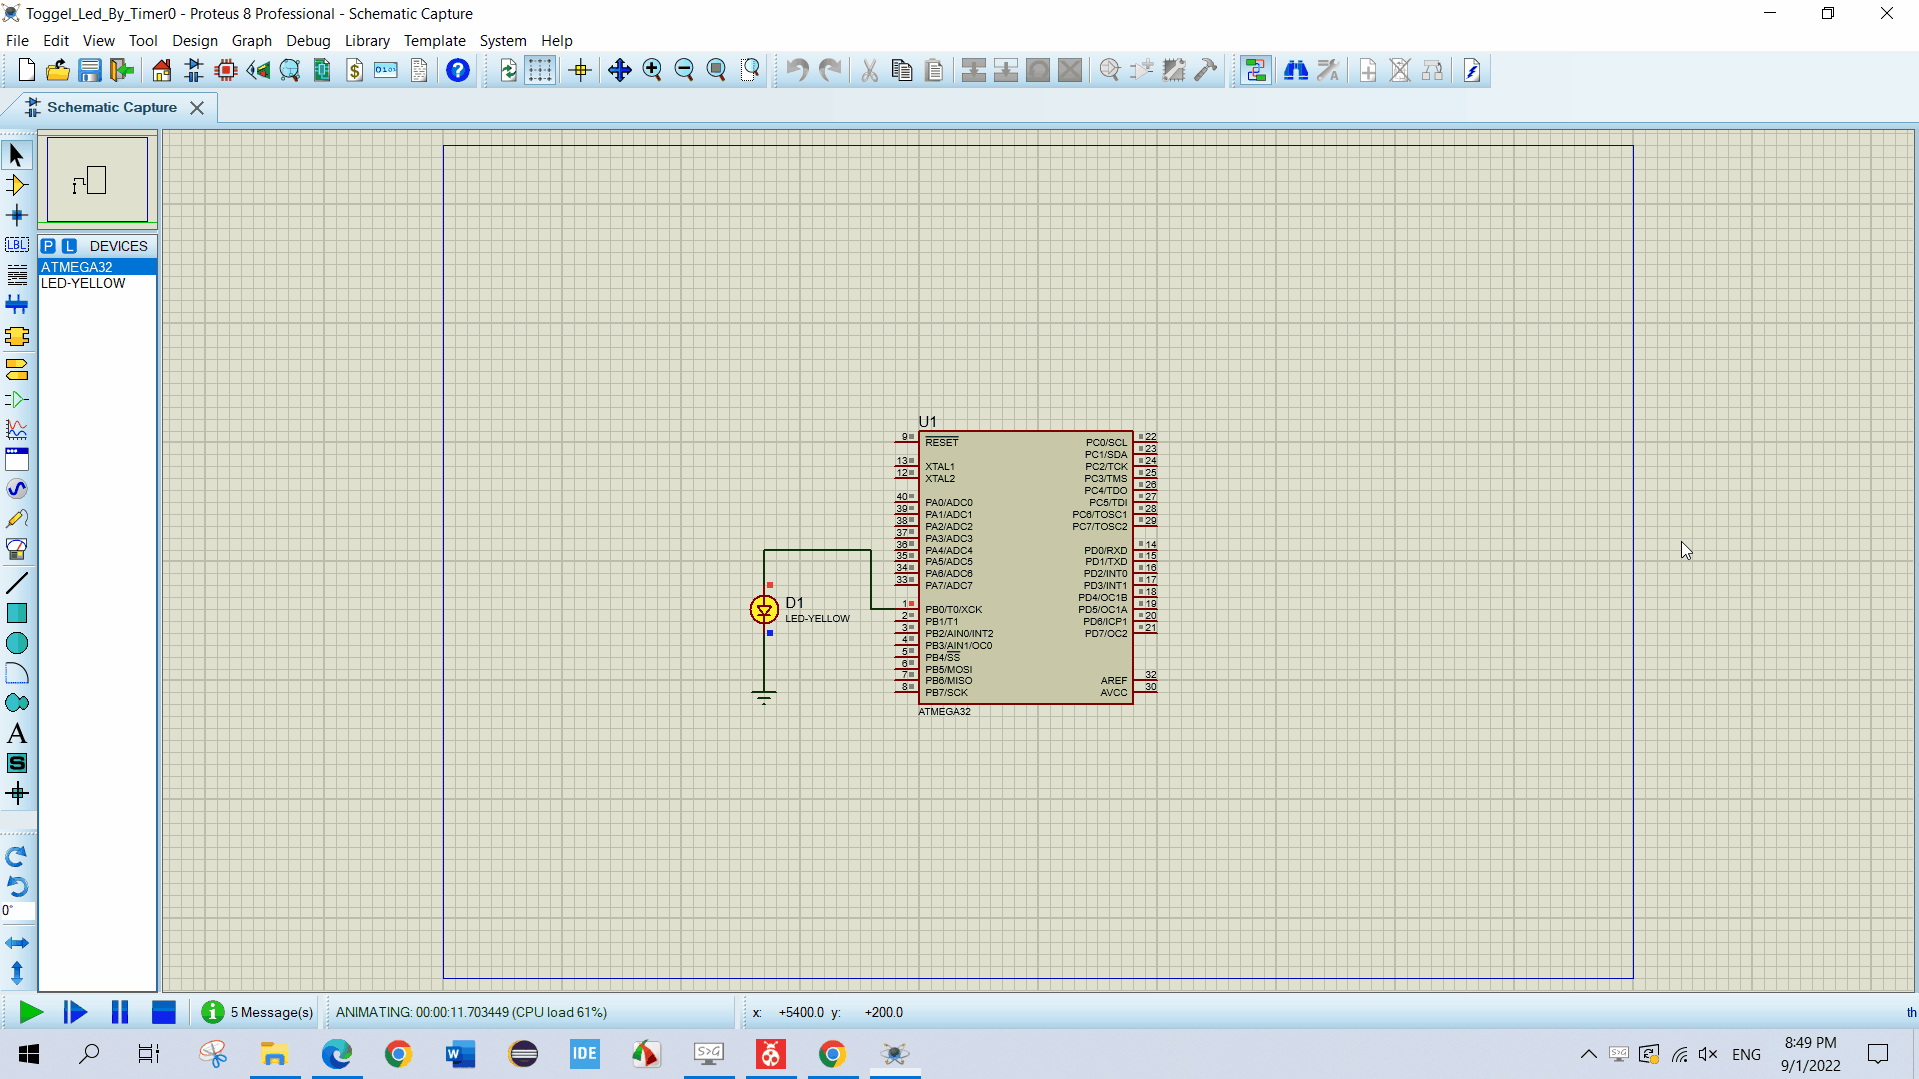 Toggel_Led_By_Timer0 - Proteus 8 Professional - Schematic Capture
File Edit View Tool Design Graph Debug Library Template System Help
Schematic Capture
P L DEVICES
ATMEGA32
LED-YELLOW
LBL
A
S
0°
U1
9 RESET
13 XTAL1
12 XTAL2
40 PA0/ADC0
39 PA1/ADC1
38 PA2/ADC2
37 PA3/ADC3
36 PA4/ADC4
35 PA5/ADC5
34 PA6/ADC6
33 PA7/ADC7
1 PB0/T0/XCK
2 PB1/T1
3 PB2/AIN0/INT2
4 PB3/AIN1/OC0
5 PB4/SS
6 PB5/MOSI
7 PB6/MISO
8 PB7/SCK
PC0/SCL 22
PC1/SDA 23
PC2/TCK 24
PC3/TMS 25
PC4/TDO 26
PC5/TDI 27
PC6/TOSC1 28
PC7/TOSC2 29
PD0/RXD 14
PD1/TXD 15
PD2/INT0 16
PD3/INT1 17
PD4/OC1B 18
PD5/OC1A 19
PD6/ICP1 20
PD7/OC2 21
AREF 32
AVCC 30
ATMEGA32
D1
LED-YELLOW
5 Message(s)
ANIMATING: 00:00:11.703449 (CPU load 61%)
x: +5400.0 y: +200.0
th
IDE
S>G
ENG
8:49 PM
9/1/2022